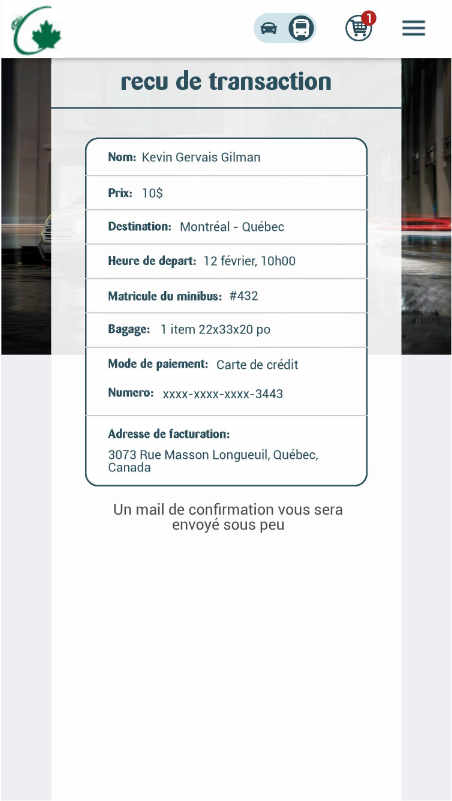 1
recu de transaction
Nom: Kevin Gervais Gilman
Prix: 10$
Destination: Montréal - Québec
Heure de depart: 12 février, 10h00
Matricule du minibus: #432
Bagage: 1 item 22x33x20 po
Mode de paiement: Carte de crédit
Numero: xxxx-xxxx-xxxx-3443
Adresse de facturation:
3073 Rue Masson Longueuil, Québec,
Canada
Un mail de confirmation vous sera
envoyé sous peu